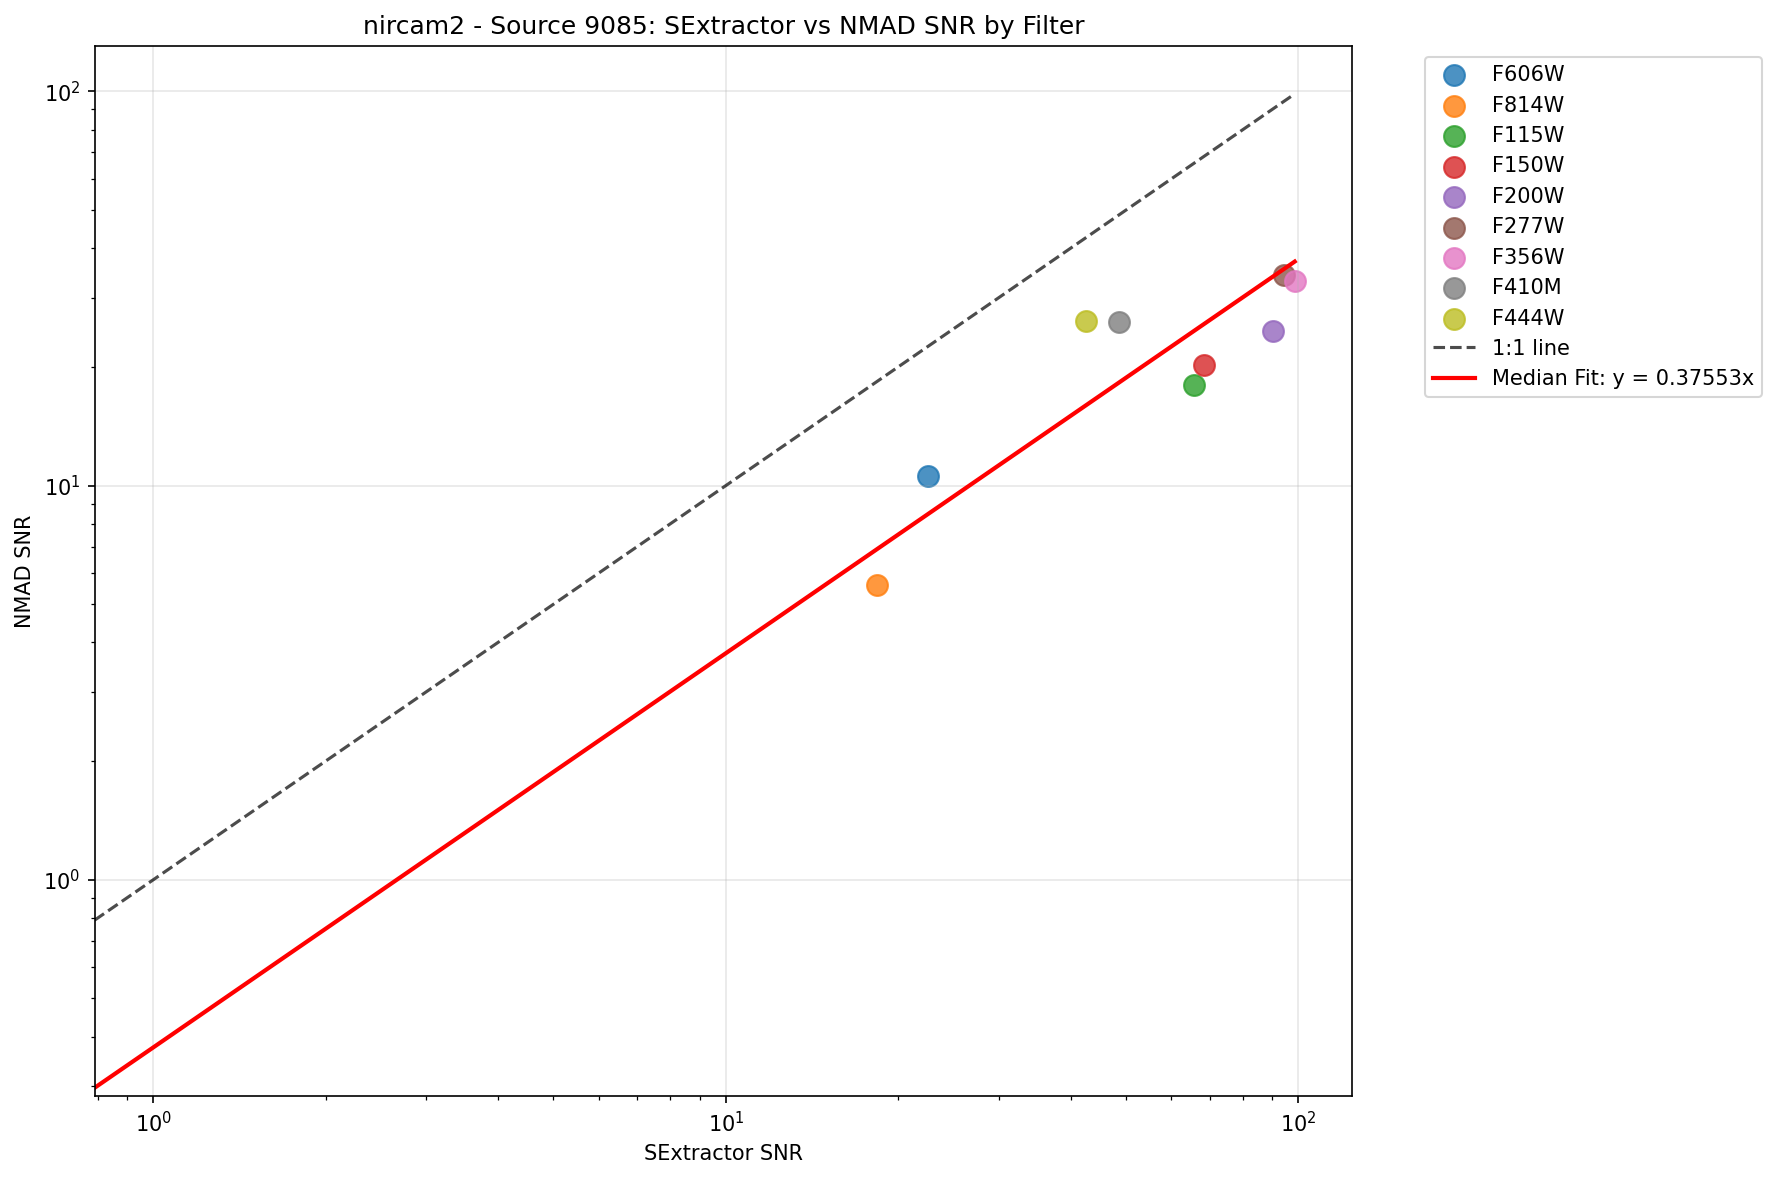 nircam2 - Source 9085: SExtractor vs NMAD SNR by Filter
F606W
F814W
F115W
F150W
F200W
F277W
F356W
F410M
F444W
1:1 line
Median Fit: y = 0.37553x
NMAD SNR
10²
10¹
10⁰
10⁰ 10¹ 10²
SExtractor SNR